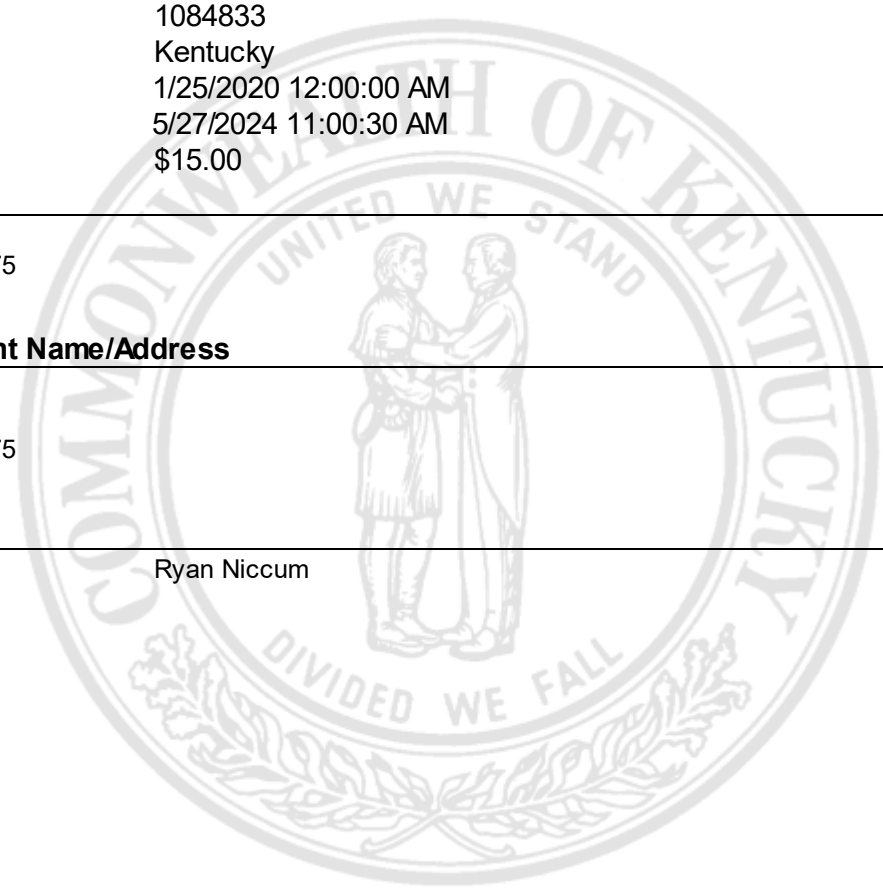 1084833
Kentucky
1/25/2020 12:00:00 AM
5/27/2024 11:00:30 AM
$15.00
75
nt Name/Address
75
Ryan Niccum
COMMONWEALTH OF KENTUCKY
UNITED WE STAND
DIVIDED WE FALL